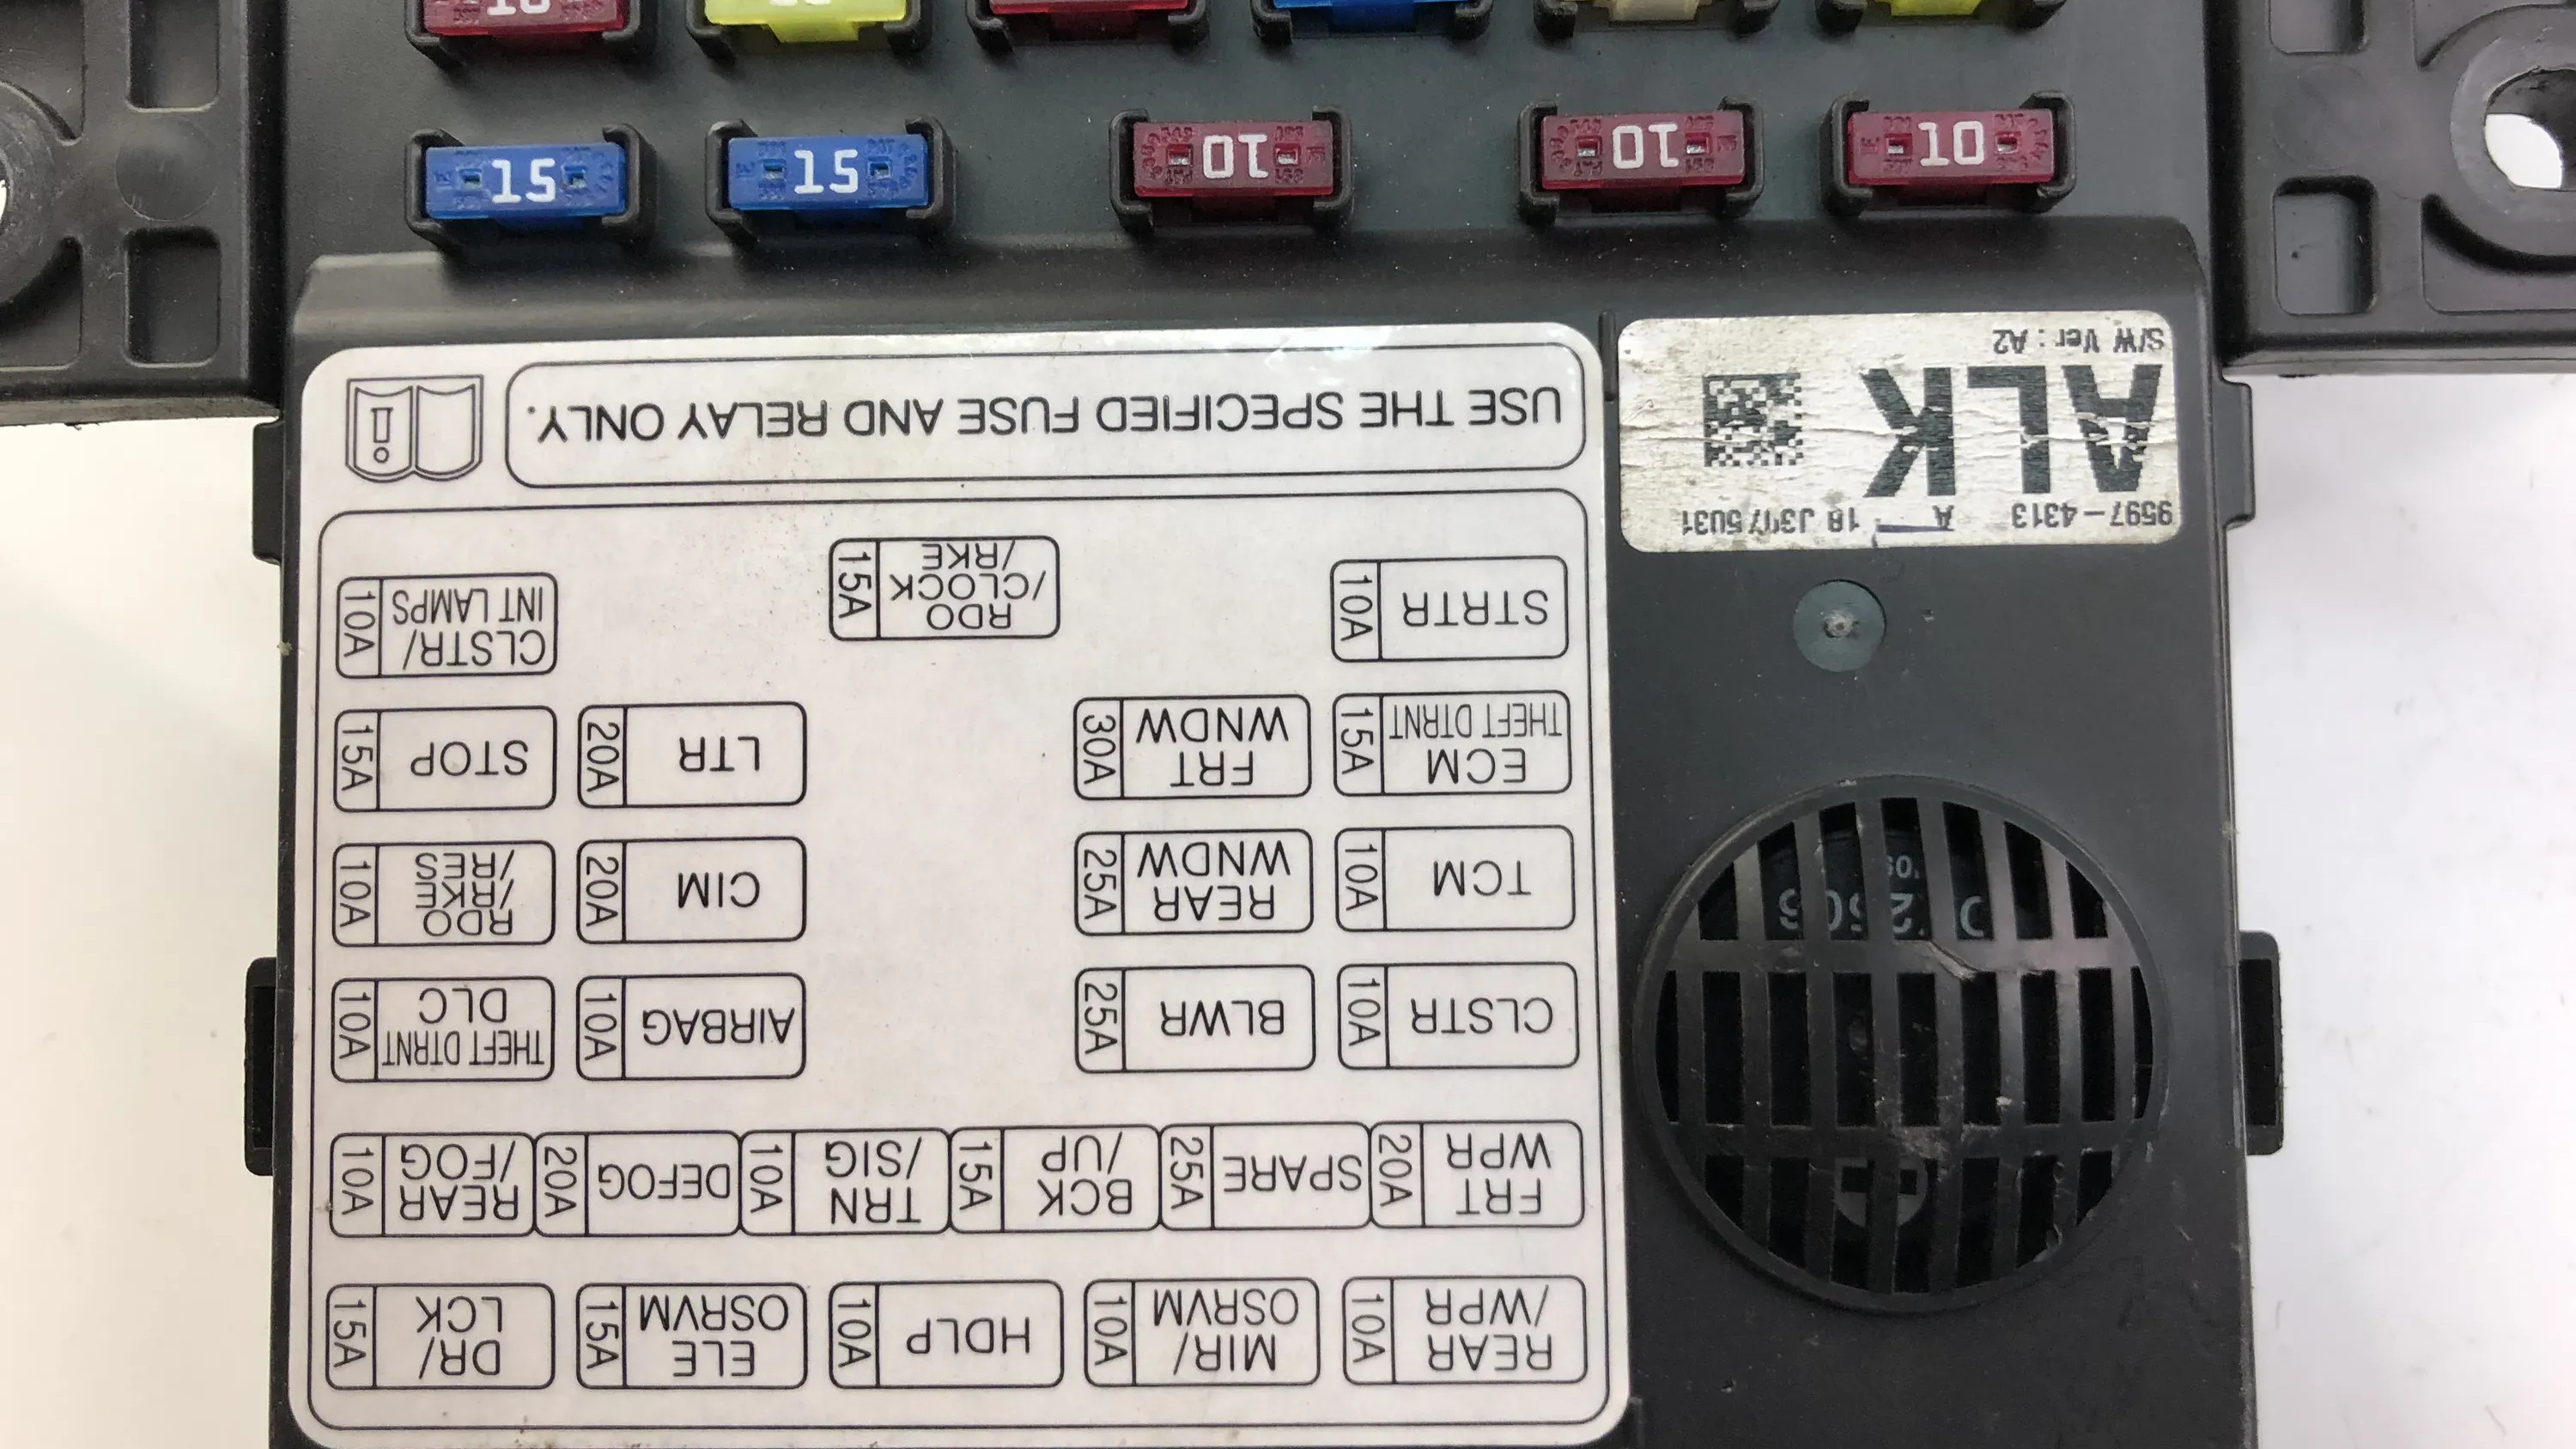 REAR
/WPR
10A
MIR/
OSRVM
10A
HDLP
10A
ELE
OSRVM
15A
DR/
LCK
15A
FRT
WPR
20A
SPARE
25A
BCK
/UP
15A
TRN
/SIG
10A
DEFOG
20A
REAR
/FOG
10A
CLSTR
10A
BLWR
25A
AIRBAG
10A
THEFT DTRNT
DLC
10A
TCM
10A
REAR
WNDW
25A
CIM
20A
RDO
/RKES
/RES
10A
ECM
THEFT DTRNT
15A
FRT
WNDW
30A
LTR
20A
STOP
15A
STRTR
10A
RDO
/CLOCK
/RKE
15A
CLSTR/
INT LAMPS
10A
USE THE SPECIFIED FUSE AND RELAY ONLY.
9597-4313 A 18
ALK
S/W Ver : A2
15
15
10
10
10